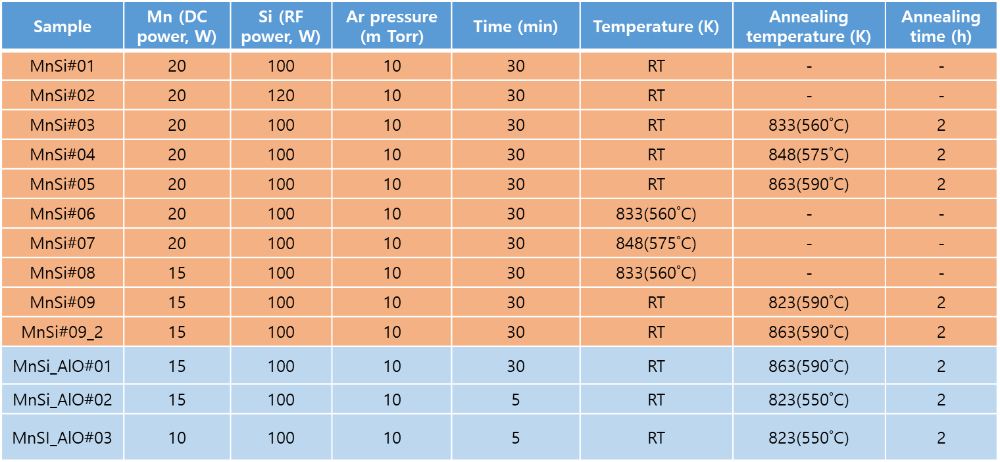 Sample Mn (DC power, W) Si (RF power, W) Ar pressure (m Torr) Time (min) Temperature (K) Annealing temperature (K) Annealing time (h)
MnSi#01 20 100 10 30 RT - -
MnSi#02 20 120 10 30 RT - -
MnSi#03 20 100 10 30 RT 833(560°C) 2
MnSi#04 20 100 10 30 RT 848(575°C) 2
MnSi#05 20 100 10 30 RT 863(590°C) 2
MnSi#06 20 100 10 30 833(560°C) - -
MnSi#07 20 100 10 30 848(575°C) - -
MnSi#08 15 100 10 30 833(560°C) - -
MnSi#09 15 100 10 30 RT 823(590°C) 2
MnSi#09_2 15 100 10 30 RT 863(590°C) 2
MnSi_AlO#01 15 100 10 30 RT 863(590°C) 2
MnSi_AlO#02 15 100 10 5 RT 823(550°C) 2
MnSI_AlO#03 10 100 10 5 RT 823(550°C) 2